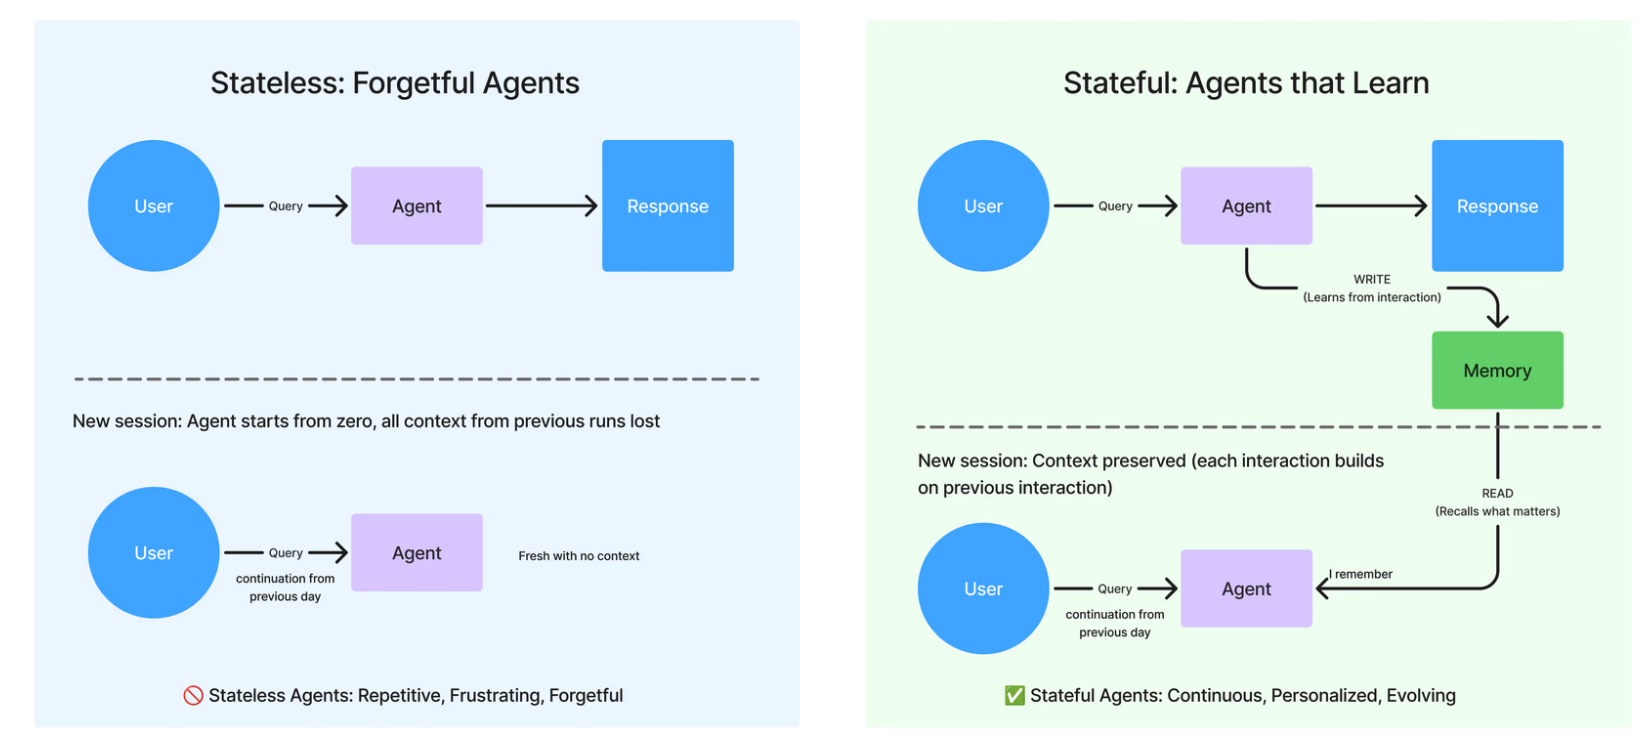 Stateless: Forgetful Agents
User
Query
Agent
Response
New session: Agent starts from zero, all context from previous runs lost
User
Query
continuation from
previous day
Agent
Fresh with no context
🚫 Stateless Agents: Repetitive, Frustrating, Forgetful
Stateful: Agents that Learn
User
Query
Agent
Response
WRITE
(Learns from interaction)
Memory
New session: Context preserved (each interaction builds
on previous interaction)
READ
(Recalls what matters)
User
Query
continuation from
previous day
Agent
I remember
✅ Stateful Agents: Continuous, Personalized, Evolving